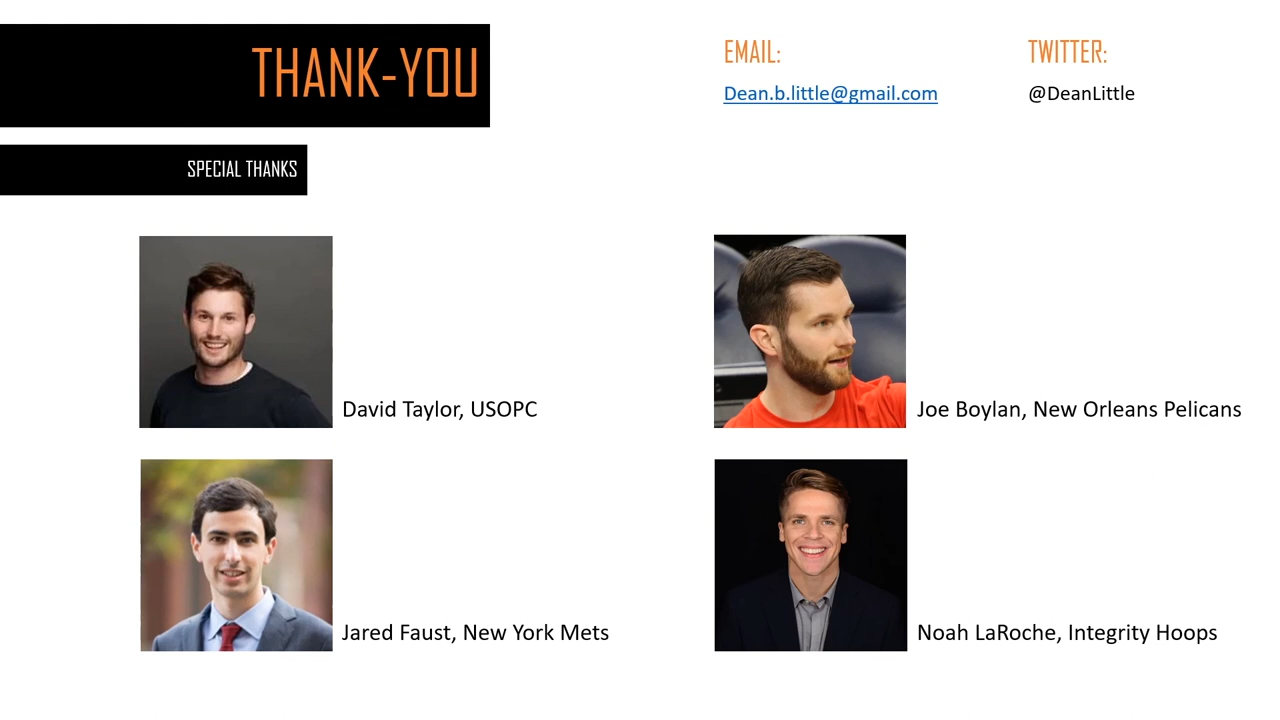 THANK-YOU
EMAIL:
Dean.b.little@gmail.com
TWITTER:
@DeanLittle
SPECIAL THANKS
David Taylor, USOPC
Joe Boylan, New Orleans Pelicans
Jared Faust, New York Mets
Noah LaRoche, Integrity Hoops